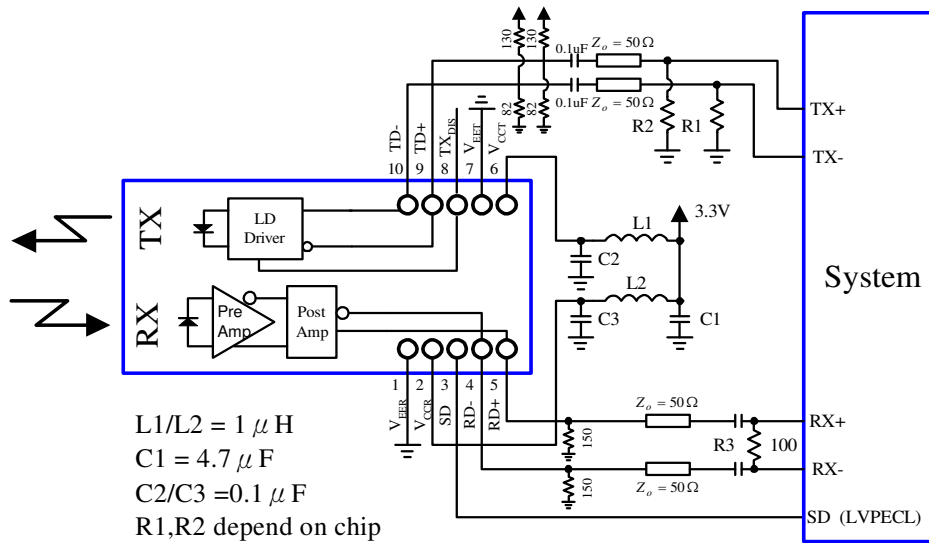 130
130
0.1uF
Zo = 50Ω
82
82
0.1uF
Zo = 50Ω
R2
R1
TX+
TX-
TD-
TD+
TXDIS
VEET
VCCT
10
9
8
7
6
TX
LD
Driver
3.3V
L1
C2
L2
C3
C1
System
RX
Pre
Amp
Post
Amp
1
2
3
4
5
VEER
VCCR
SD
RD-
RD+
150
150
Zo = 50Ω
Zo = 50Ω
R3
100
RX+
RX-
SD (LVPECL)
L1/L2 = 1 μH
C1 = 4.7 μF
C2/C3 =0.1 μF
R1,R2 depend on chip